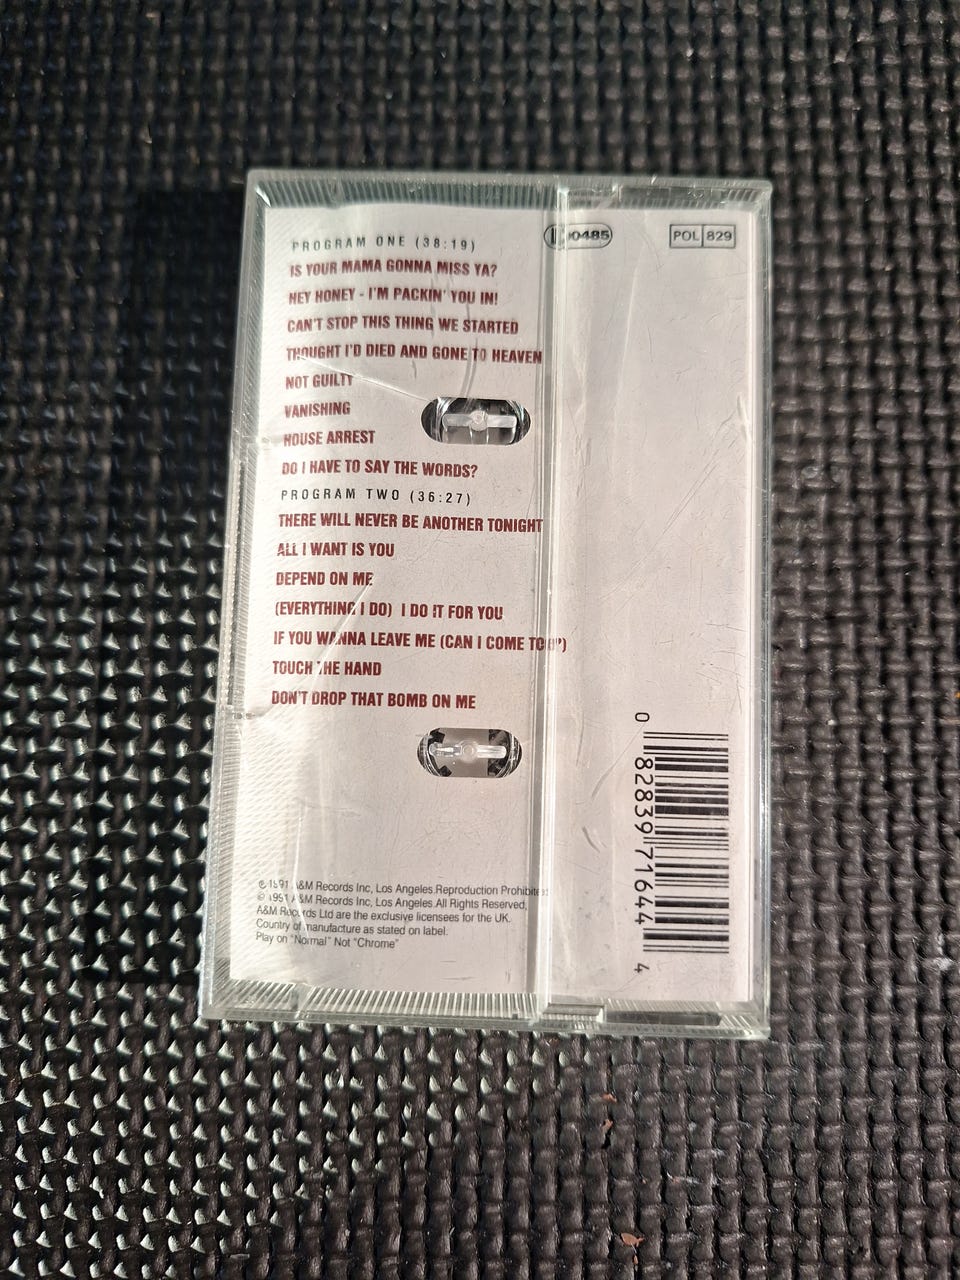 PROGRAM ONE (38:19)
IS YOUR MAMA GONNA MISS YA?
HEY HONEY - I'M PACKIN' YOU IN!
CAN'T STOP THIS THING WE STARTED
THOUGHT I'D DIED AND GONE TO HEAVEN
NOT GUILTY
VANISHING
HOUSE ARREST
DO I HAVE TO SAY THE WORDS?
PROGRAM TWO (36:27)
THERE WILL NEVER BE ANOTHER TONIGHT
ALL I WANT IS YOU
DEPEND ON ME
(EVERYTHING I DO) I DO IT FOR YOU
IF YOU WANNA LEAVE ME (CAN I COME TOO?)
TOUCH THE HAND
DON'T DROP THAT BOMB ON ME
℗ 1991 A&M Records Inc, Los Angeles.Reproduction Prohibited
© 1991 A&M Records Inc, Los Angeles.All Rights Reserved,
A&M Records Ltd are the exclusive licensees for the UK.
Country of manufacture as stated on label.
Play on "Normal" Not "Chrome"
POL 829
0 82839 71644 4